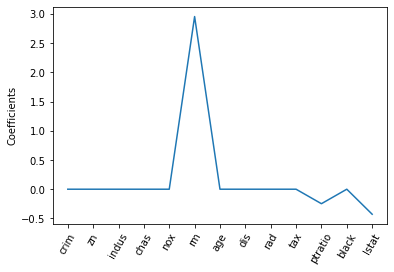 Coefficients
3.0
2.5
2.0
1.5
1.0
0.5
0.0
−0.5
crim
zn
indus
chas
nox
rm
age
dis
rad
tax
ptratio
black
lstat